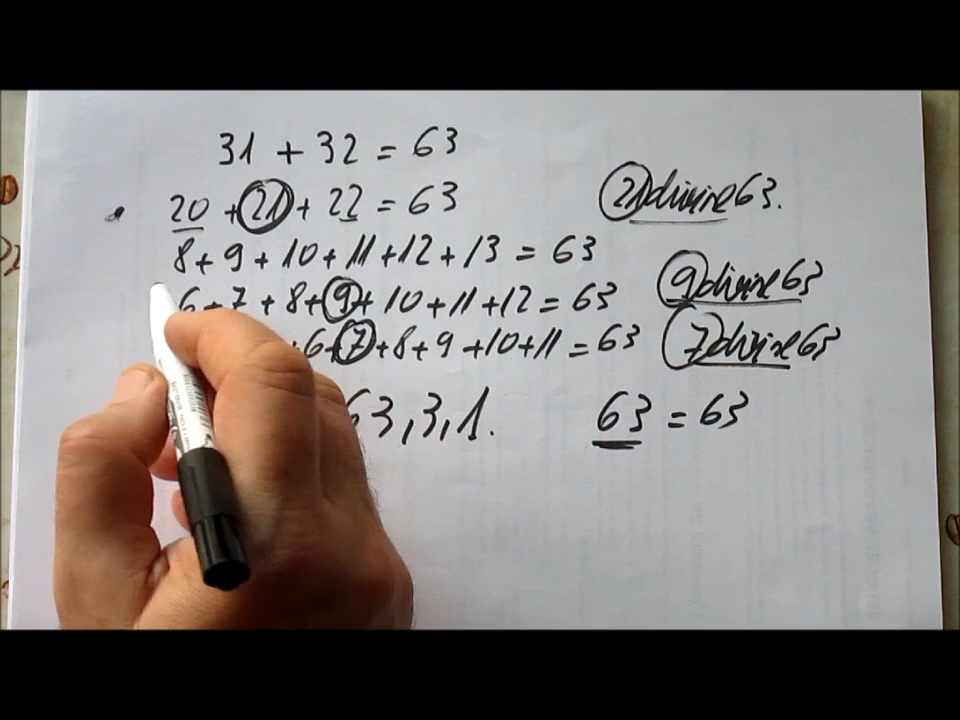 31 + 32 = 63
20 + 21 + 22 = 63
21 divise 63.
8 + 9 + 10 + 11 + 12 + 13 = 63
6 + 7 + 8 + 9 + 10 + 11 + 12 = 63
9 divise 63
+ 6 + 7 + 8 + 9 + 10 + 11 = 63
7 divise 63
63, 3, 1.
63 = 63